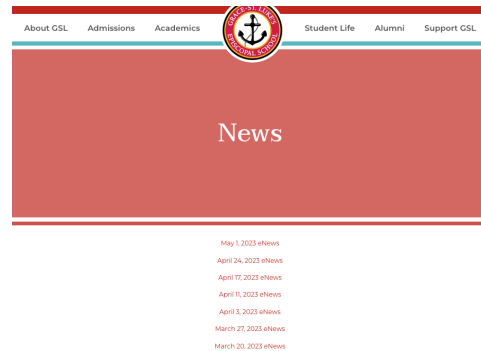 About GSL Admissions Academics Student Life Alumni Support GSL
GRACE-ST. LUKE'S
EPISCOPAL SCHOOL
News
May 1, 2023 eNews
April 24, 2023 eNews
April 17, 2023 eNews
April 11, 2023 eNews
April 3, 2023 eNews
March 27, 2023 eNews
March 20, 2023 eNews